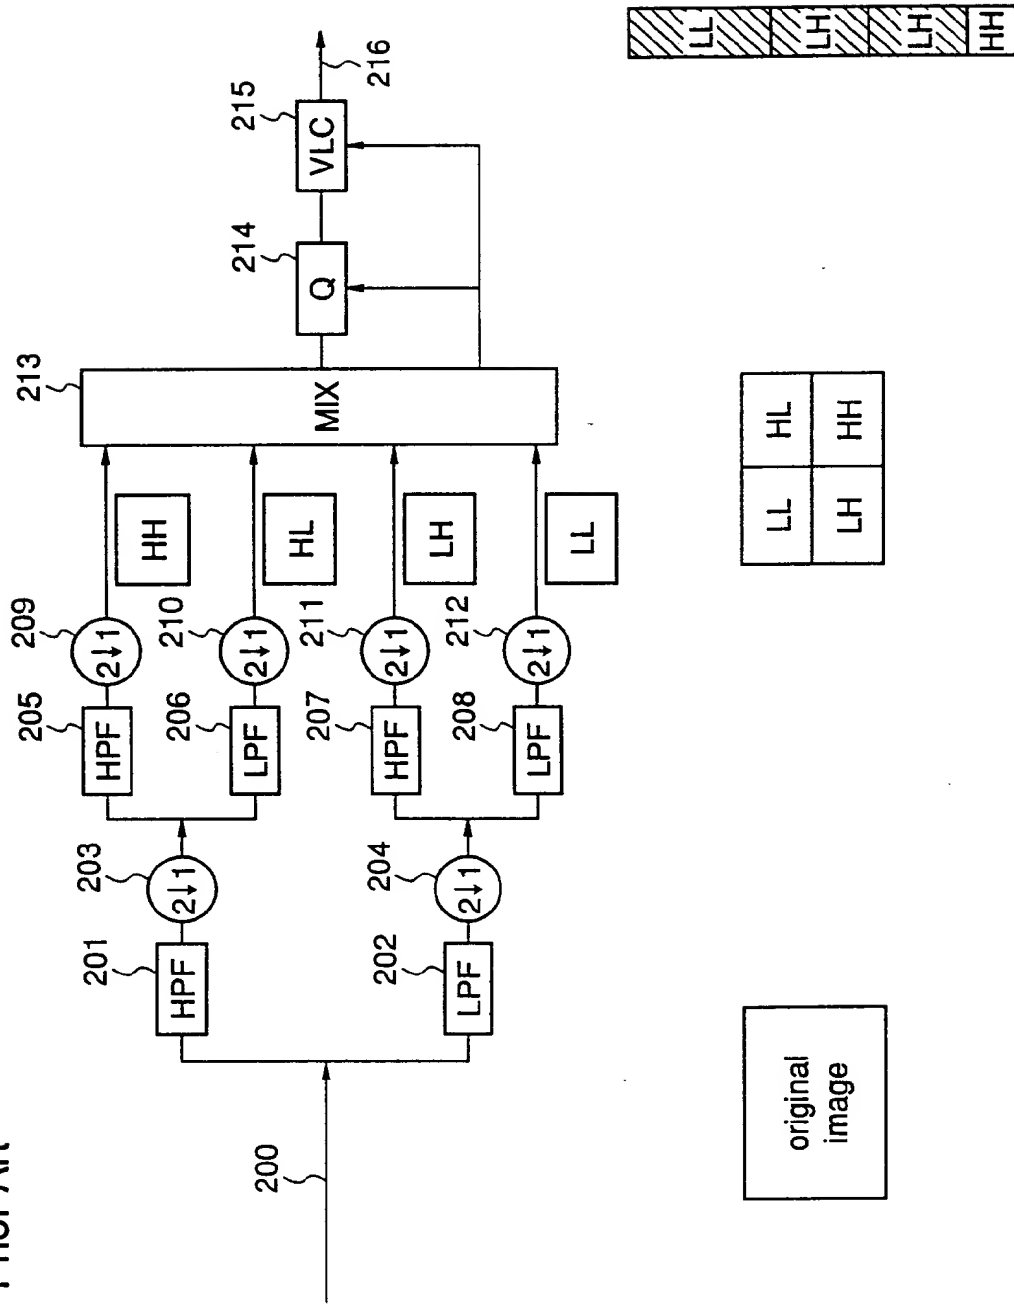 Prior Art
200
201
HPF
202
LPF
203
2↓1
204
2↓1
205
HPF
206
LPF
207
HPF
208
LPF
209
2↓1
210
2↓1
211
2↓1
212
2↓1
HH
HL
LH
LL
213
MIX
214
Q
215
VLC
216
original
image
LL HL
LH HH
LL LH LH HH